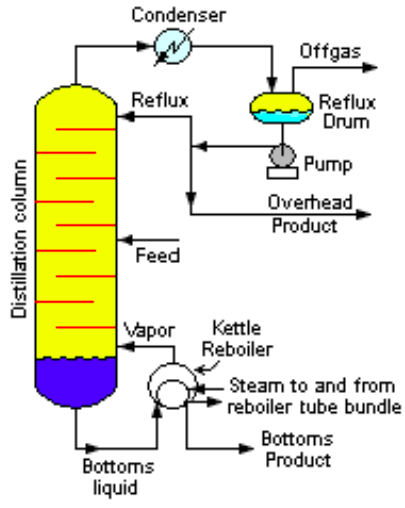 Condenser
Offgas
Reflux
Reflux
Drum
Pump
Overhead
Product
Distillation column
Feed
Vapor
Kettle
Reboiler
Steam to and from
reboiler tube bundle
Bottoms
liquid
Bottoms
Product